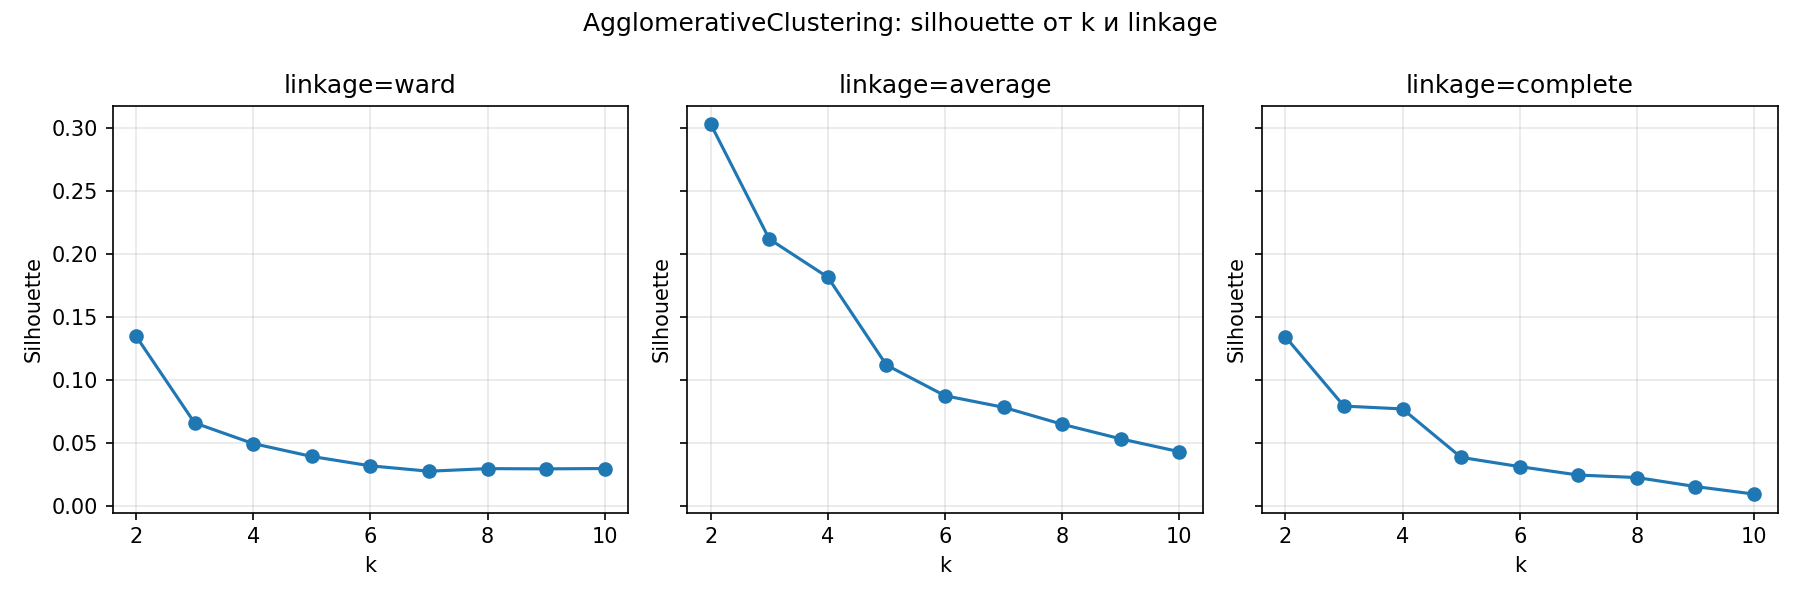 AgglomerativeClustering: silhouette от k и linkage
linkage=ward
linkage=average
linkage=complete
Silhouette
0.30
0.25
0.20
0.15
0.10
0.05
0.00
2 4 6 8 10
k
Silhouette
2 4 6 8 10
k
Silhouette
2 4 6 8 10
k